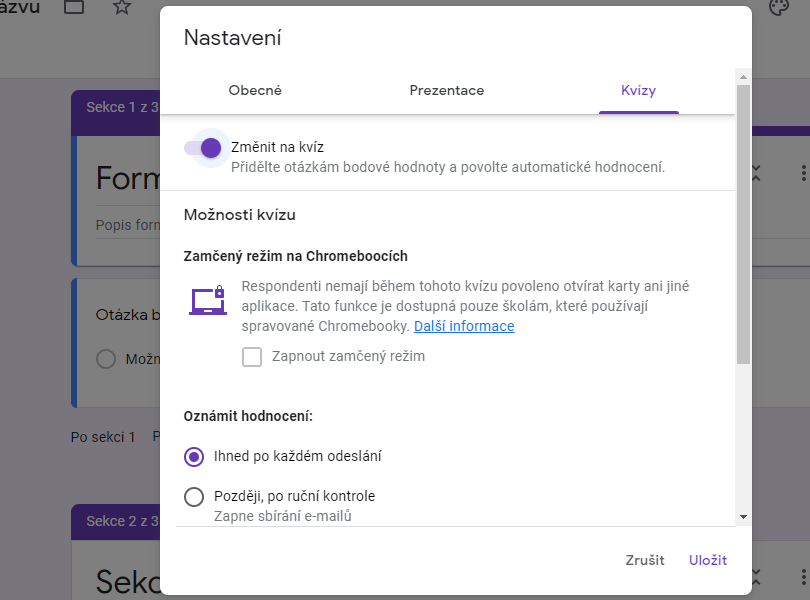 ázvu
Nastavení
Obecné
Prezentace
Kvízy
Sekce 1 z 3
Změnit na kvíz
Přidělte otázkám bodové hodnoty a povolte automatické hodnocení.
Form
Popis form
Možnosti kvízu
Zamčený režim na Chromeboocích
Respondenti nemají během tohoto kvízu povoleno otvírat karty ani jiné
aplikace. Tato funkce je dostupná pouze školám, které používají
spravované Chromebooky. Další informace
Otázka b
Možn
Zapnout zamčený režim
Oznámit hodnocení:
Po sekci 1 P
Ihned po každém odeslání
Později, po ruční kontrole
Zapne sbírání e-mailů
Sekce 2 z 3
Zrušit
Uložit
Sekc